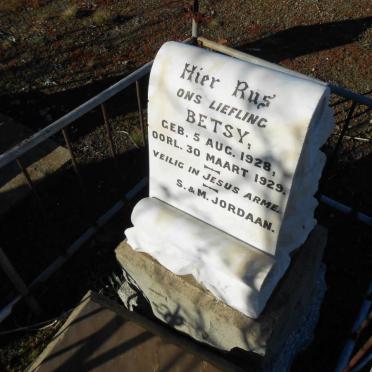 Hier Rus
ONS LIEFLING
BETSY,
GEB. 5 AUG. 1928,
OORL. 30 MAART 1929.
VEILIG IN JESUS ARME.
S. & M. JORDAAN.